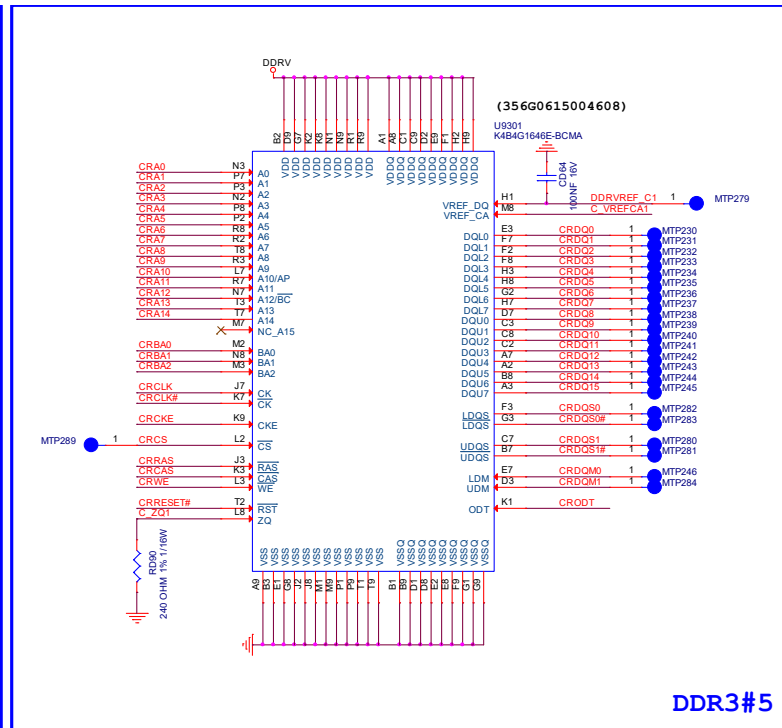 DDRV
(356G0615004608)
U9301
K4B4G1646E-BCMA
B2 D9 G7 K2 K8 N1 N9 R1 R9 A1 A8 C1 C9 D2 E9 F1 H2 H9
VDD VDD VDD VDD VDD VDD VDD VDD VDD VDDQ VDDQ VDDQ VDDQ VDDQ VDDQ VDDQ VDDQ VDDQ
CD64
100NF 16V
CRA0 N3 A0
CRA1 P7 A1
CRA2 P3 A2
CRA3 N2 A3
CRA4 P8 A4
CRA5 P2 A5
CRA6 R8 A6
CRA7 R2 A7
CRA8 T8 A8
CRA9 R3 A9
CRA10 L7 A10/AP
CRA11 R7 A11
CRA12 N7 A12/BC
CRA13 T3 A13
CRA14 T7 A14
M7 NC_A15
CRBA0 M2 BA0
CRBA1 N8 BA1
CRBA2 M3 BA2
CRCLK J7 CK
CRCLK# K7 CK
CRCKE K9 CKE
MTP289 1 CRCS L2 CS
CRRAS J3 RAS
CRCAS K3 CAS
CRWE L3 WE
CRRESET# T2 RST
C_ZQ1 L8 ZQ
RD90
240 OHM 1% 1/16W
VREF_DQ H1 DDRVREF_C1 1 MTP279
VREF_CA M8 C_VREFCA1
DQL0 E3 CRDQ0 1 MTP230
DQL1 F7 CRDQ1 1 MTP231
DQL2 F2 CRDQ2 1 MTP232
DQL3 F8 CRDQ3 1 MTP233
DQL4 H3 CRDQ4 1 MTP234
DQL5 H8 CRDQ5 1 MTP235
DQL6 G2 CRDQ6 1 MTP236
DQL7 H7 CRDQ7 1 MTP237
DQU0 D7 CRDQ8 1 MTP238
DQU1 C3 CRDQ9 1 MTP239
DQU2 C8 CRDQ10 1 MTP240
DQU3 C2 CRDQ11 1 MTP241
DQU4 A7 CRDQ12 1 MTP242
DQU5 A2 CRDQ13 1 MTP243
DQU6 B8 CRDQ14 1 MTP244
DQU7 A3 CRDQ15 1 MTP245
LDQS F3 CRDQS0 1 MTP282
LDQS G3 CRDQS0# 1 MTP283
UDQS C7 CRDQS1 1 MTP280
UDQS B7 CRDQS1# 1 MTP281
LDM E7 CRDQM0 1 MTP246
UDM D3 CRDQM1 1 MTP284
ODT K1 CRODT
VSS VSS VSS VSS VSS VSS VSS VSS VSS VSS VSS VSS VSSQ VSSQ VSSQ VSSQ VSSQ VSSQ VSSQ VSSQ VSSQ
A9 B3 E1 G8 J2 J8 M1 M9 P1 P9 T1 T9 B1 B9 D1 D8 E2 E8 F9 G1 G9
DDR3#5